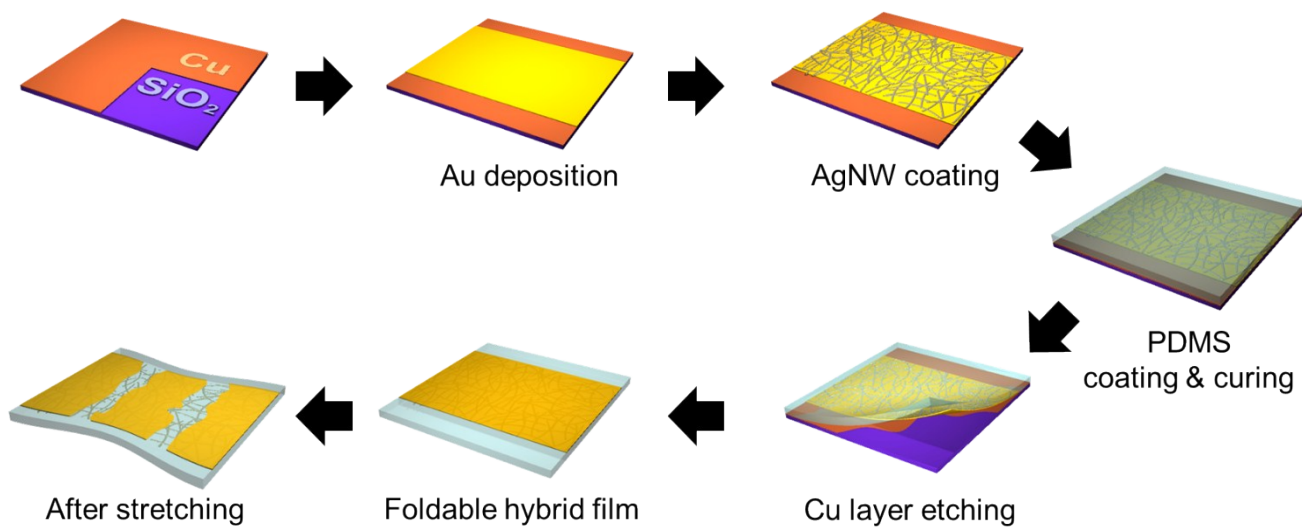 Cu
SiO₂
Au deposition
AgNW coating
PDMS
coating & curing
Cu layer etching
Foldable hybrid film
After stretching